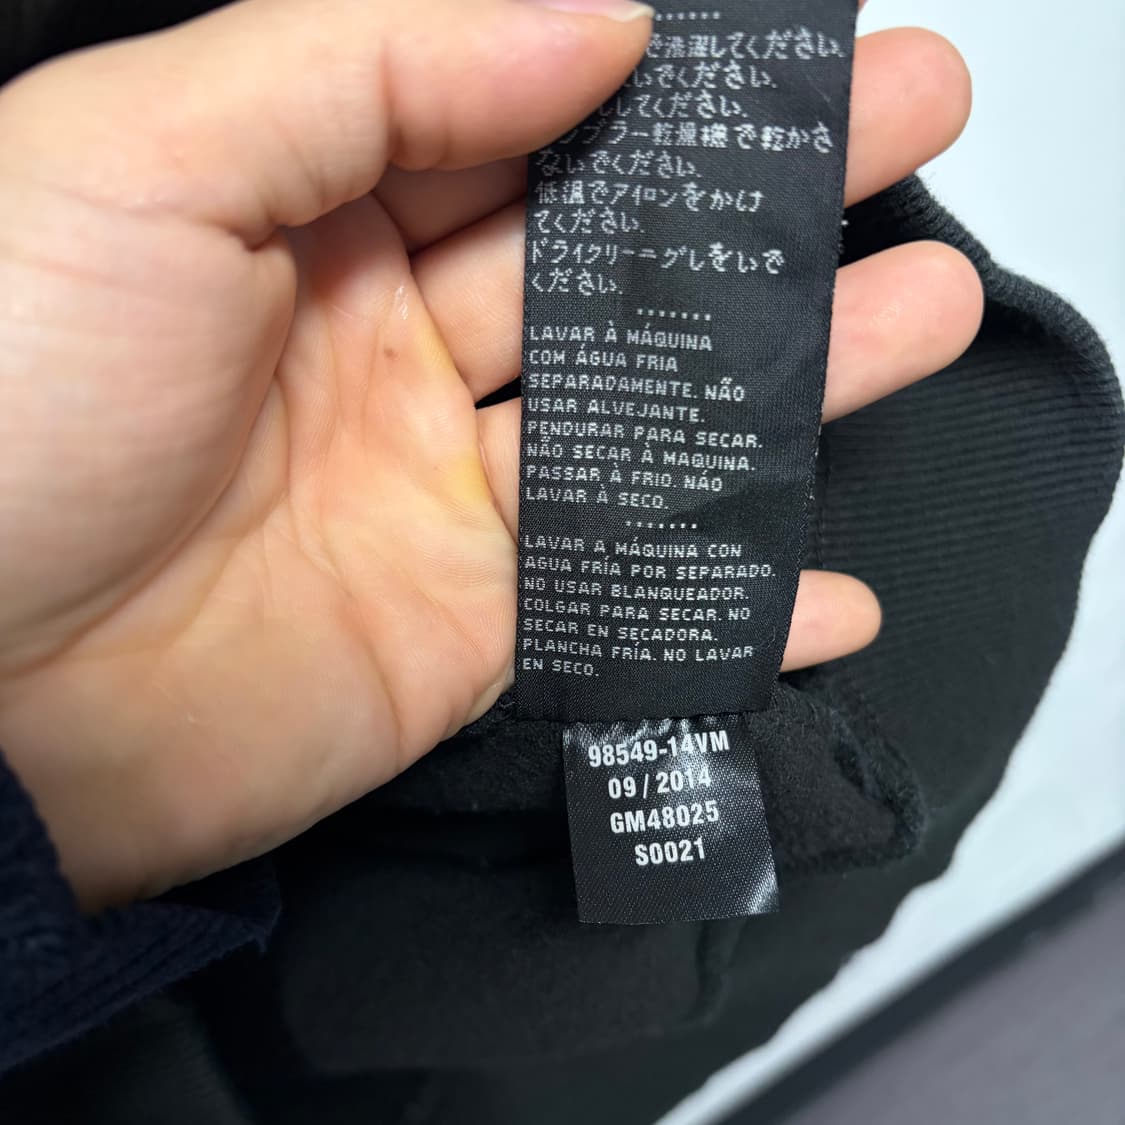 で洗濯してください.
いでください.
してください.
ンブラー乾燥機で乾かさ
ないでください.
低温でアイロンをかけ
てください.
ドライクリーニグしをいで
ください.
LAVAR À MÁQUINA
COM ÁGUA FRIA
SEPARADAMENTE. NÃO
USAR ALVEJANTE.
PENDURAR PARA SECAR.
NÃO SECAR À MAQUINA.
PASSAR À FRIO. NÃO
LAVAR À SECO.
LAVAR A MÁQUINA CON
AGUA FRÍA POR SEPARADO.
NO USAR BLANQUEADOR.
COLGAR PARA SECAR. NO
SECAR EN SECADORA.
PLANCHA FRÍA. NO LAVAR
EN SECO.
98549-14VM
09/2014
GM48025
S0021